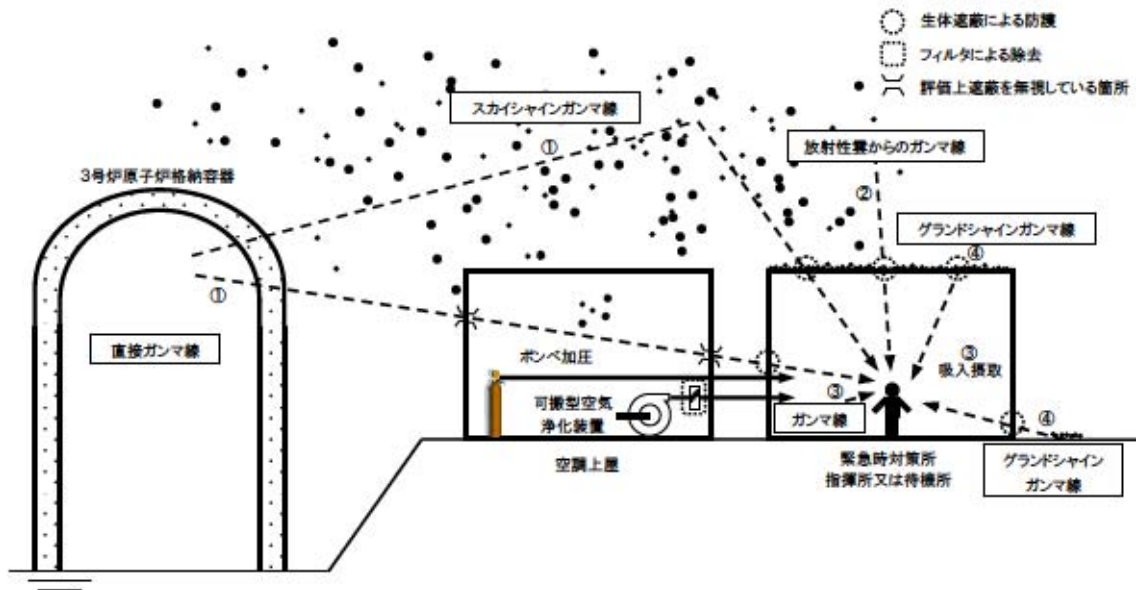 生体遮蔽による防護
フィルタによる除去
評価上遮蔽を無視している箇所
スカイシャインガンマ線
①
放射性雲からのガンマ線
②
3号炉原子炉格納容器
グランドシャインガンマ線
④
①
直接ガンマ線
ボンベ加圧
③
吸入摂取
可搬型空気
浄化装置
③
ガンマ線
④
空調上屋
緊急時対策所
指揮所又は待機所
グランドシャイン
ガンマ線